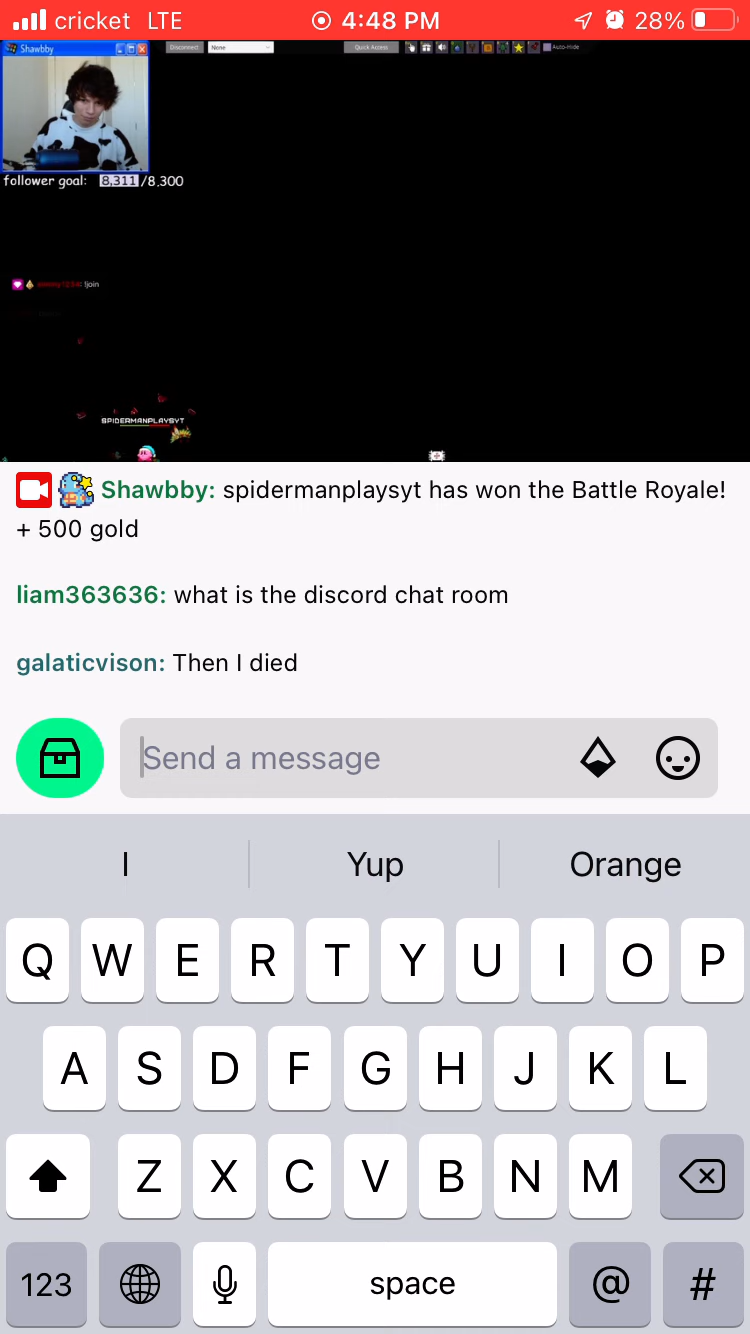 cricket LTE 4:48 PM 28%
Shawbby
Disconnect None Quick Access Auto-Hide
follower goal: 8,311/8,300
!join
SPIDERMANPLAYSYT
Shawbby: spidermanplaysyt has won the Battle Royale!
+ 500 gold
liam363636: what is the discord chat room
galaticvison: Then I died
Send a message
I Yup Orange
Q W E R T Y U I O P
A S D F G H J K L
Z X C V B N M
123 space @ #